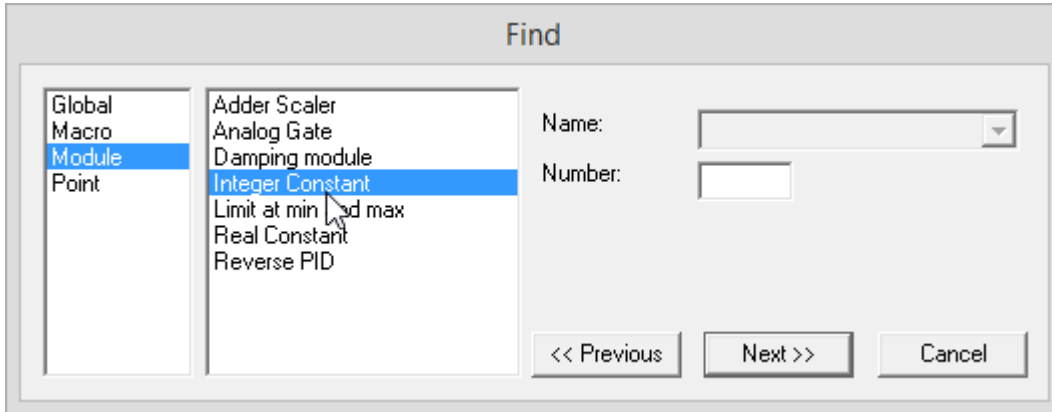 Find
Global
Macro
Module
Point
Adder Scaler
Analog Gate
Damping module
Integer Constant
Limit at min and max
Real Constant
Reverse PID
Name:
Number:
<< Previous
Next >>
Cancel